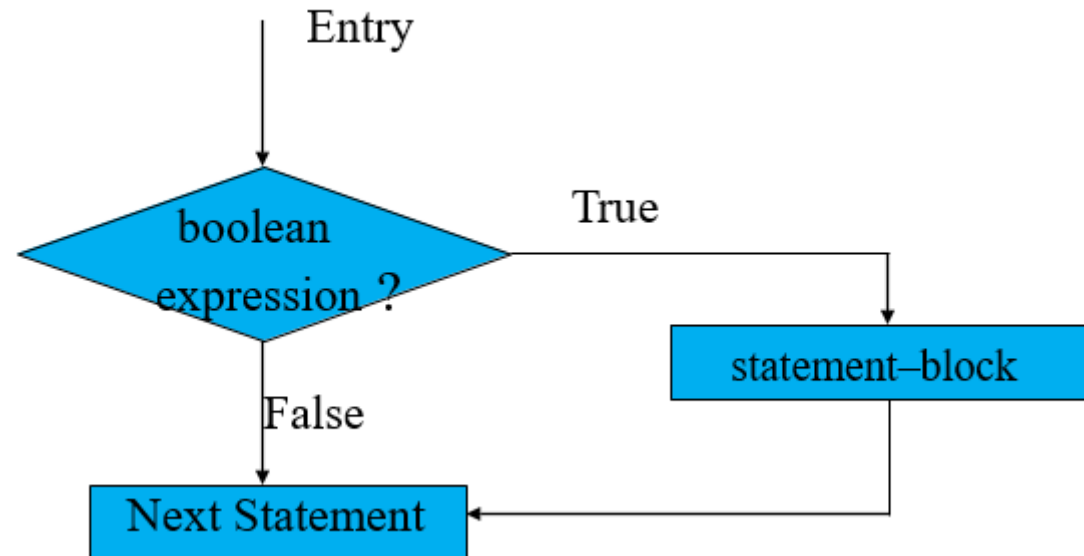 Entry
boolean
expression ?
True
statement–block
False
Next Statement